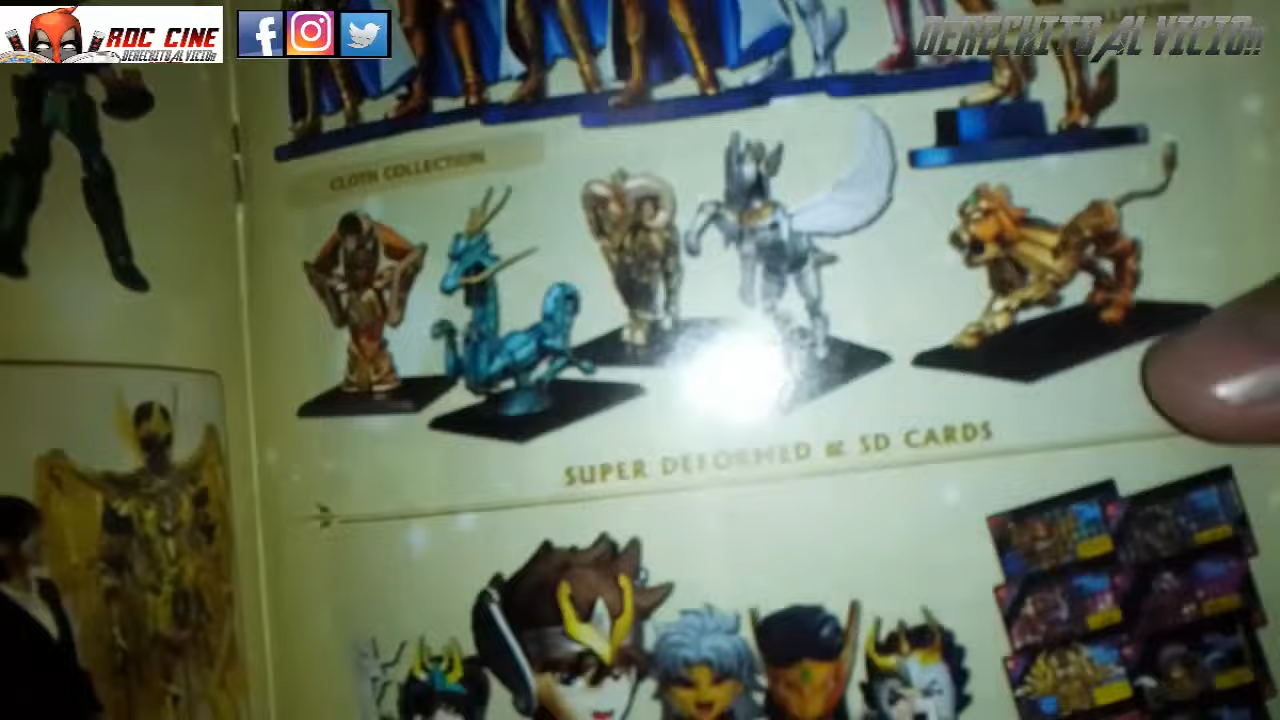 ROC CINE
DERECHITO AL VICIO!!
DERECHITO AL VICIO!!
CLOTH COLLECTION
SUPER DEFORMED & SD CARDS